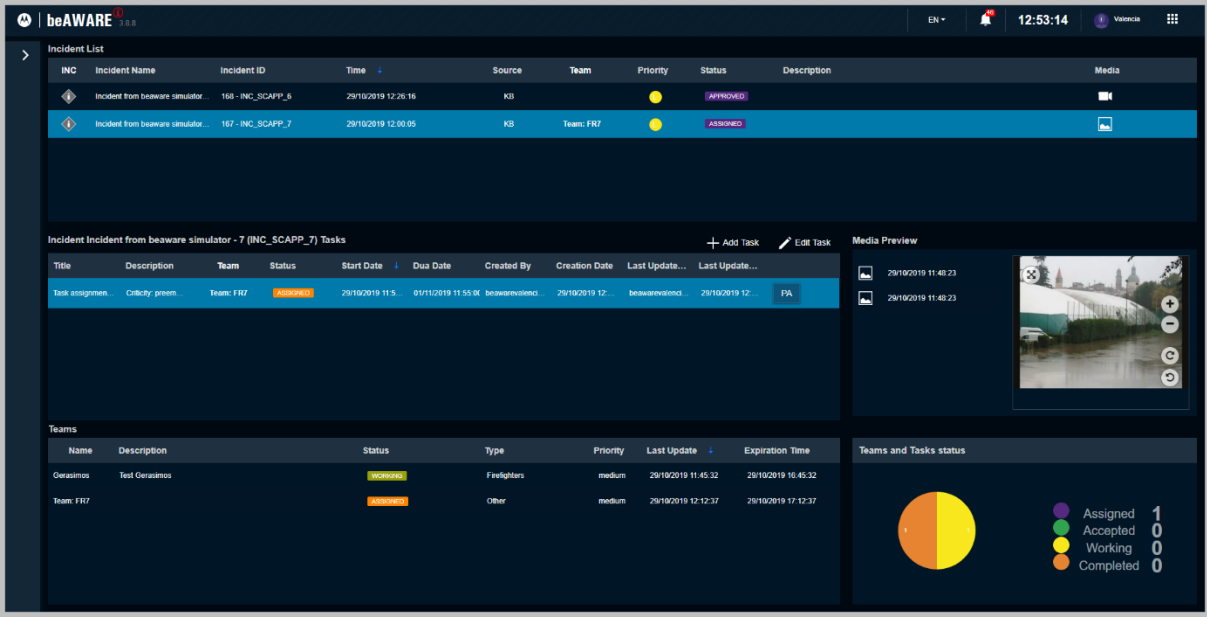 beAWARE 3.0.0 EN 46 12:53:14 Valencia
Incident List
INC Incident Name Incident ID Time Source Team Priority Status Description Media
Incident from beaware simulator... 168 - INC_SCAPP_6 29/10/2019 12:26:16 KB APPROVED
Incident from beaware simulator... 167 - INC_SCAPP_7 29/10/2019 12:00:05 KB Team: FR7 ASSIGNED
Incident Incident from beaware simulator - 7 (INC_SCAPP_7) Tasks Add Task Edit Task
Title Description Team Status Start Date Dua Date Created By Creation Date Last Update... Last Update...
Task assignmen... Criticity: preem... Team: FR7 ASSIGNED 29/10/2019 11:5... 01/11/2019 11:55:00 beawarevalenci... 29/10/2019 12:... beawarevalenci... 29/10/2019 12:... PA
Media Preview
29/10/2019 11:48:23
29/10/2019 11:48:23
Teams
Name Description Status Type Priority Last Update Expiration Time
Gerasimos Test Gerasimos WORKING Firefighters medium 29/10/2019 11:45:32 29/10/2019 16:45:32
Team: FR7 ASSIGNED Other medium 29/10/2019 12:12:37 29/10/2019 17:12:37
Teams and Tasks status
Assigned 1
Accepted 0
Working 0
Completed 0